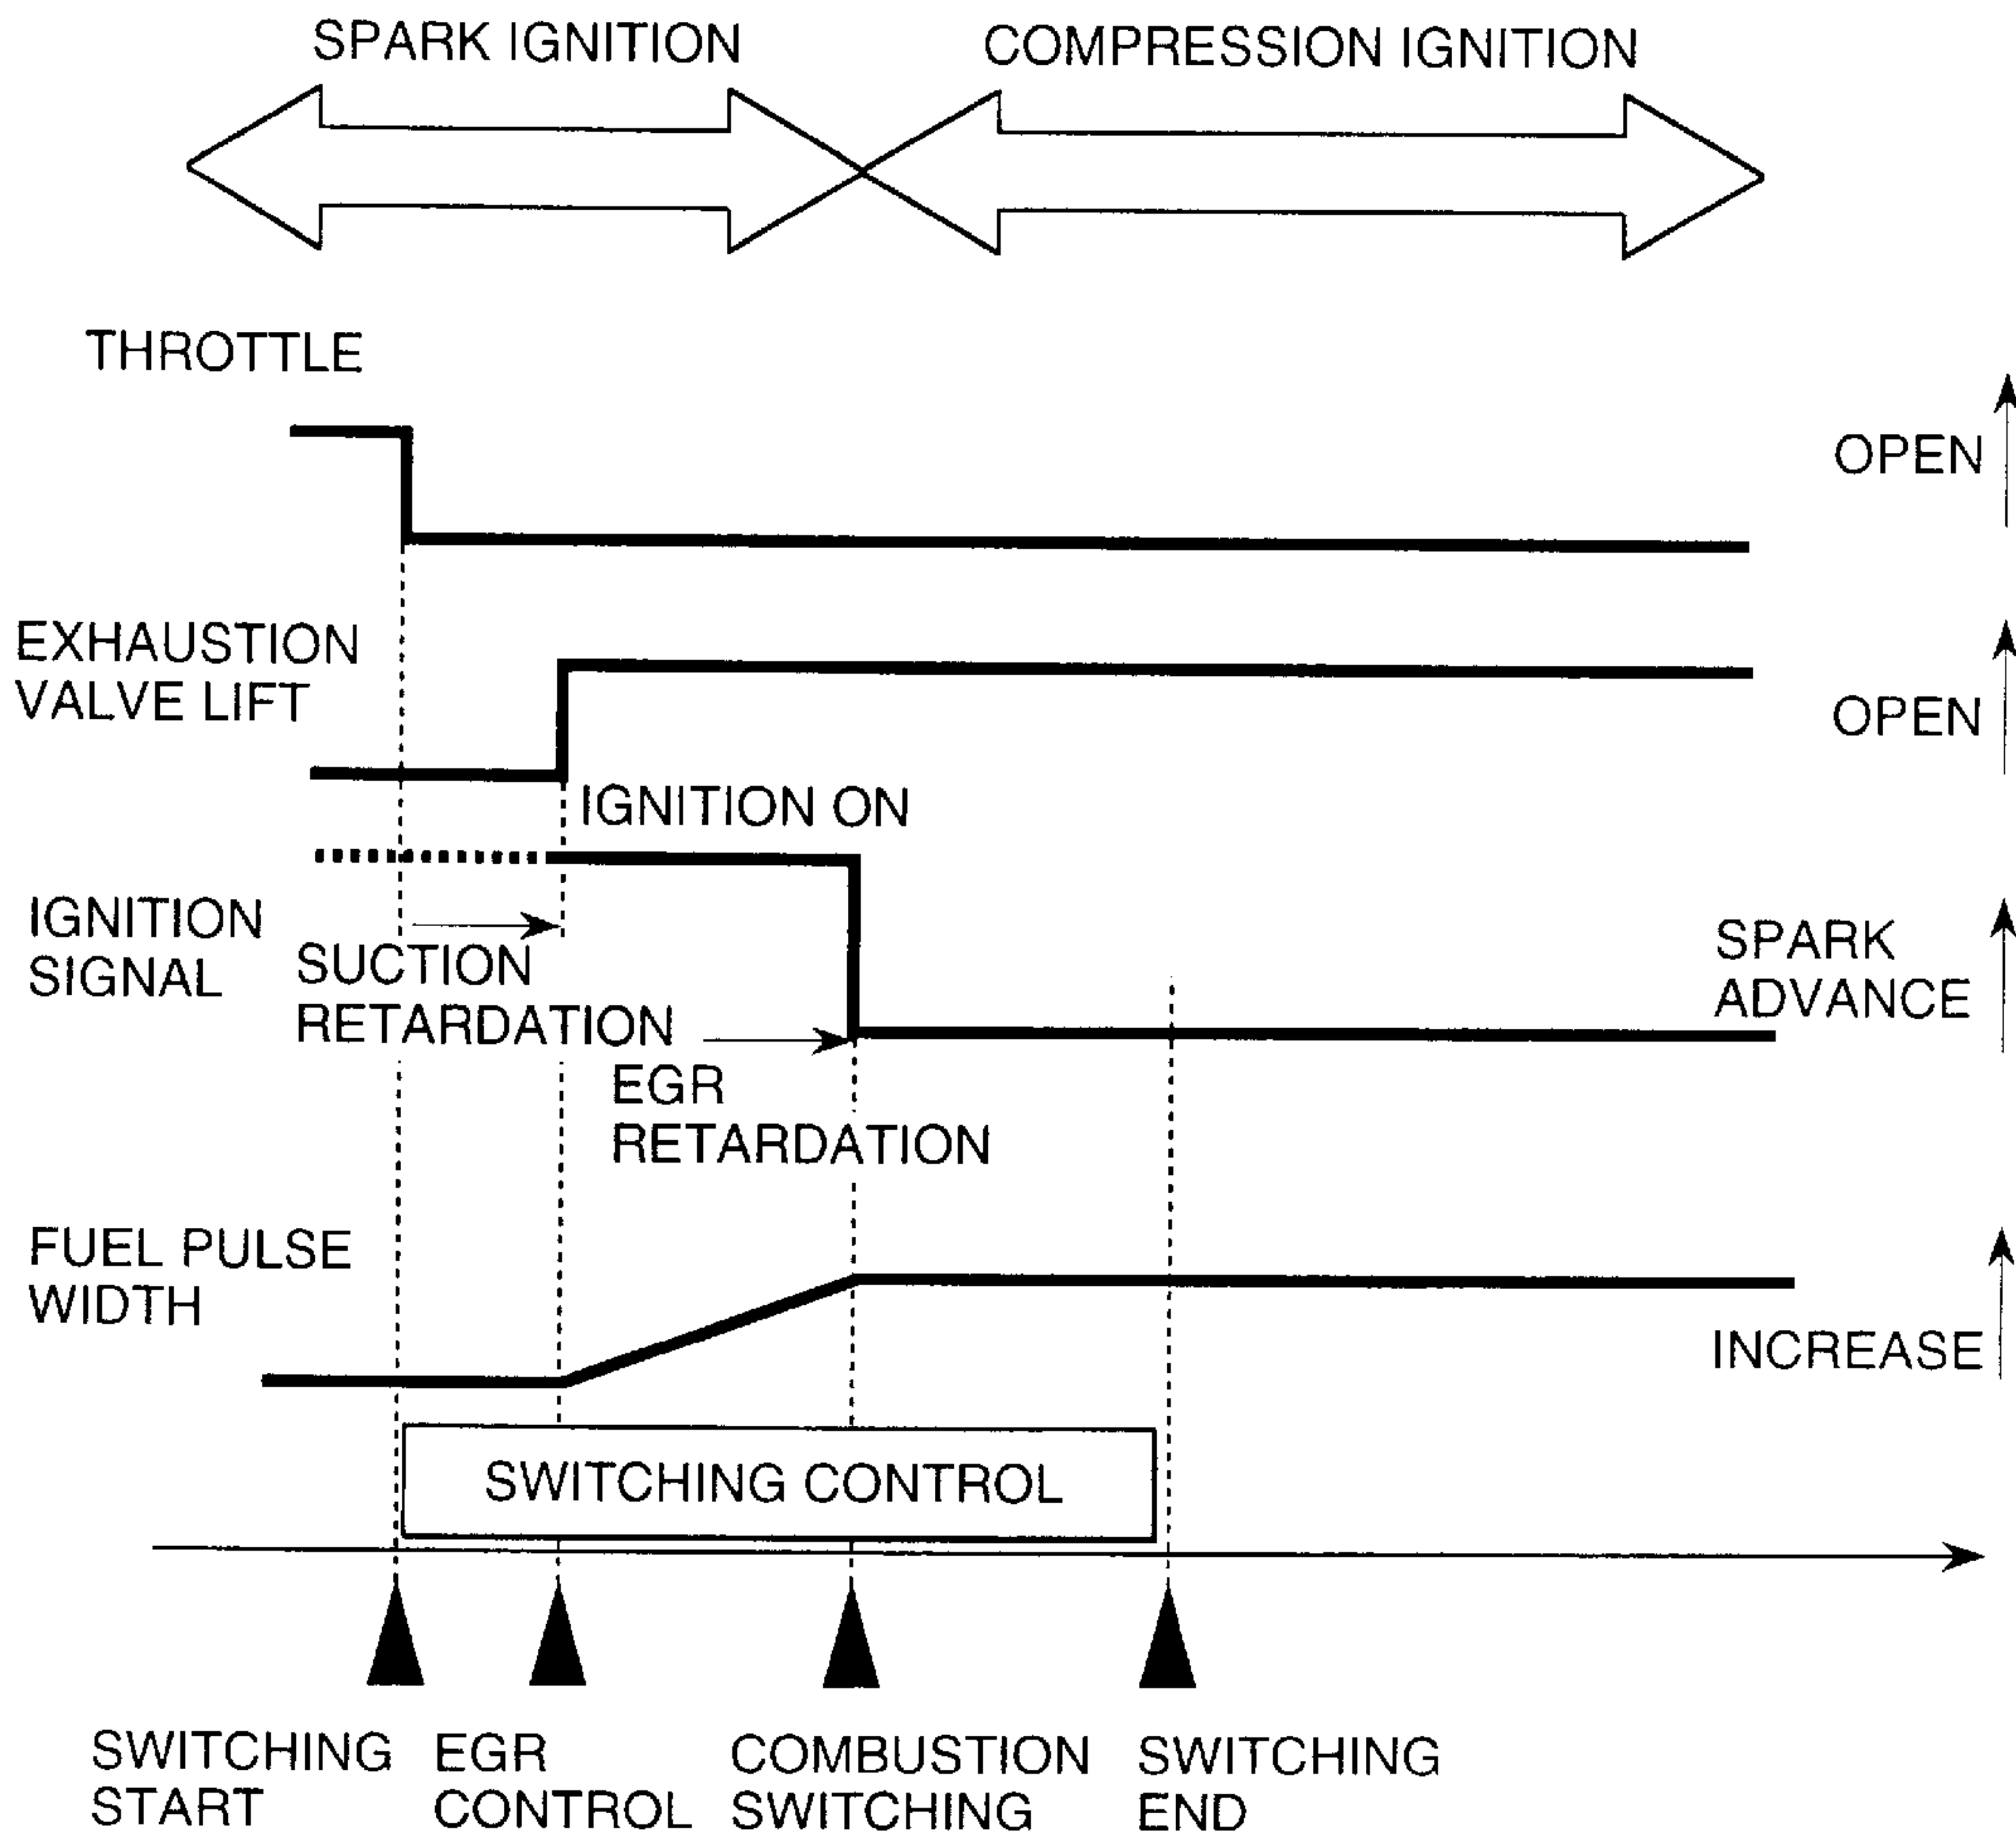 SPARK IGNITION
COMPRESSION IGNITION
THROTTLE
OPEN
EXHAUSTION
VALVE LIFT
OPEN
IGNITION ON
IGNITION
SIGNAL
SUCTION
RETARDATION
SPARK
ADVANCE
EGR
RETARDATION
FUEL PULSE
WIDTH
INCREASE
SWITCHING CONTROL
SWITCHING
START
EGR
CONTROL
COMBUSTION
SWITCHING
SWITCHING
END